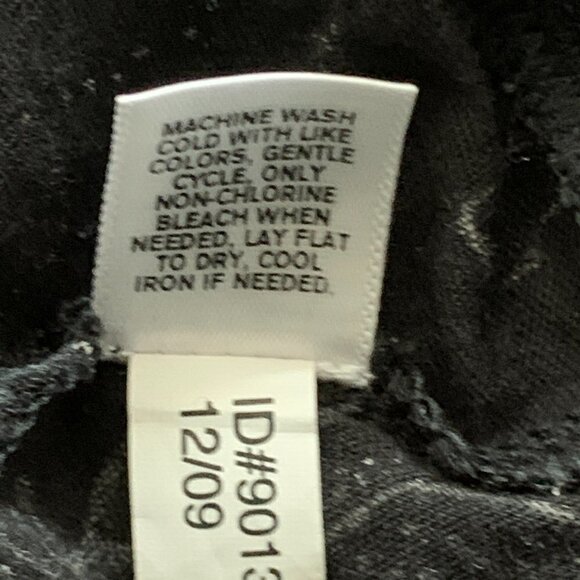 MACHINE WASH
COLD WITH LIKE
COLORS, GENTLE
CYCLE, ONLY
NON-CHLORINE
BLEACH WHEN
NEEDED, LAY FLAT
TO DRY, COOL
IRON IF NEEDED.
ID#9013
12/09